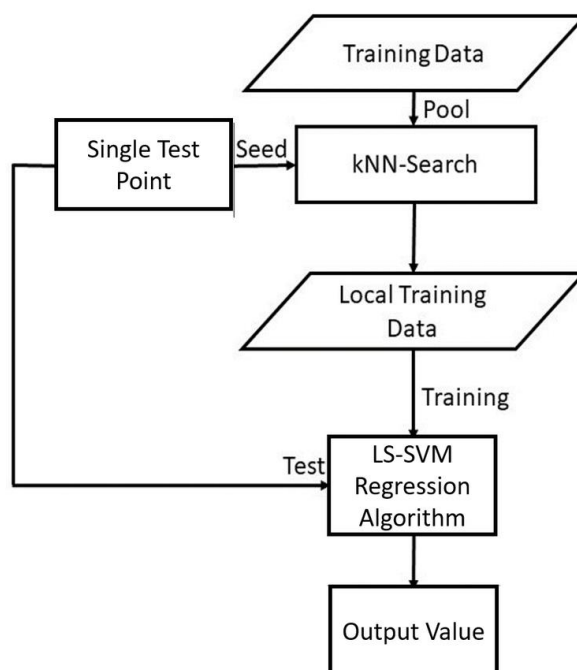 Training Data
Pool
Single Test
Point
Seed
kNN-Search
Local Training
Data
Training
Test
LS-SVM
Regression
Algorithm
Output Value